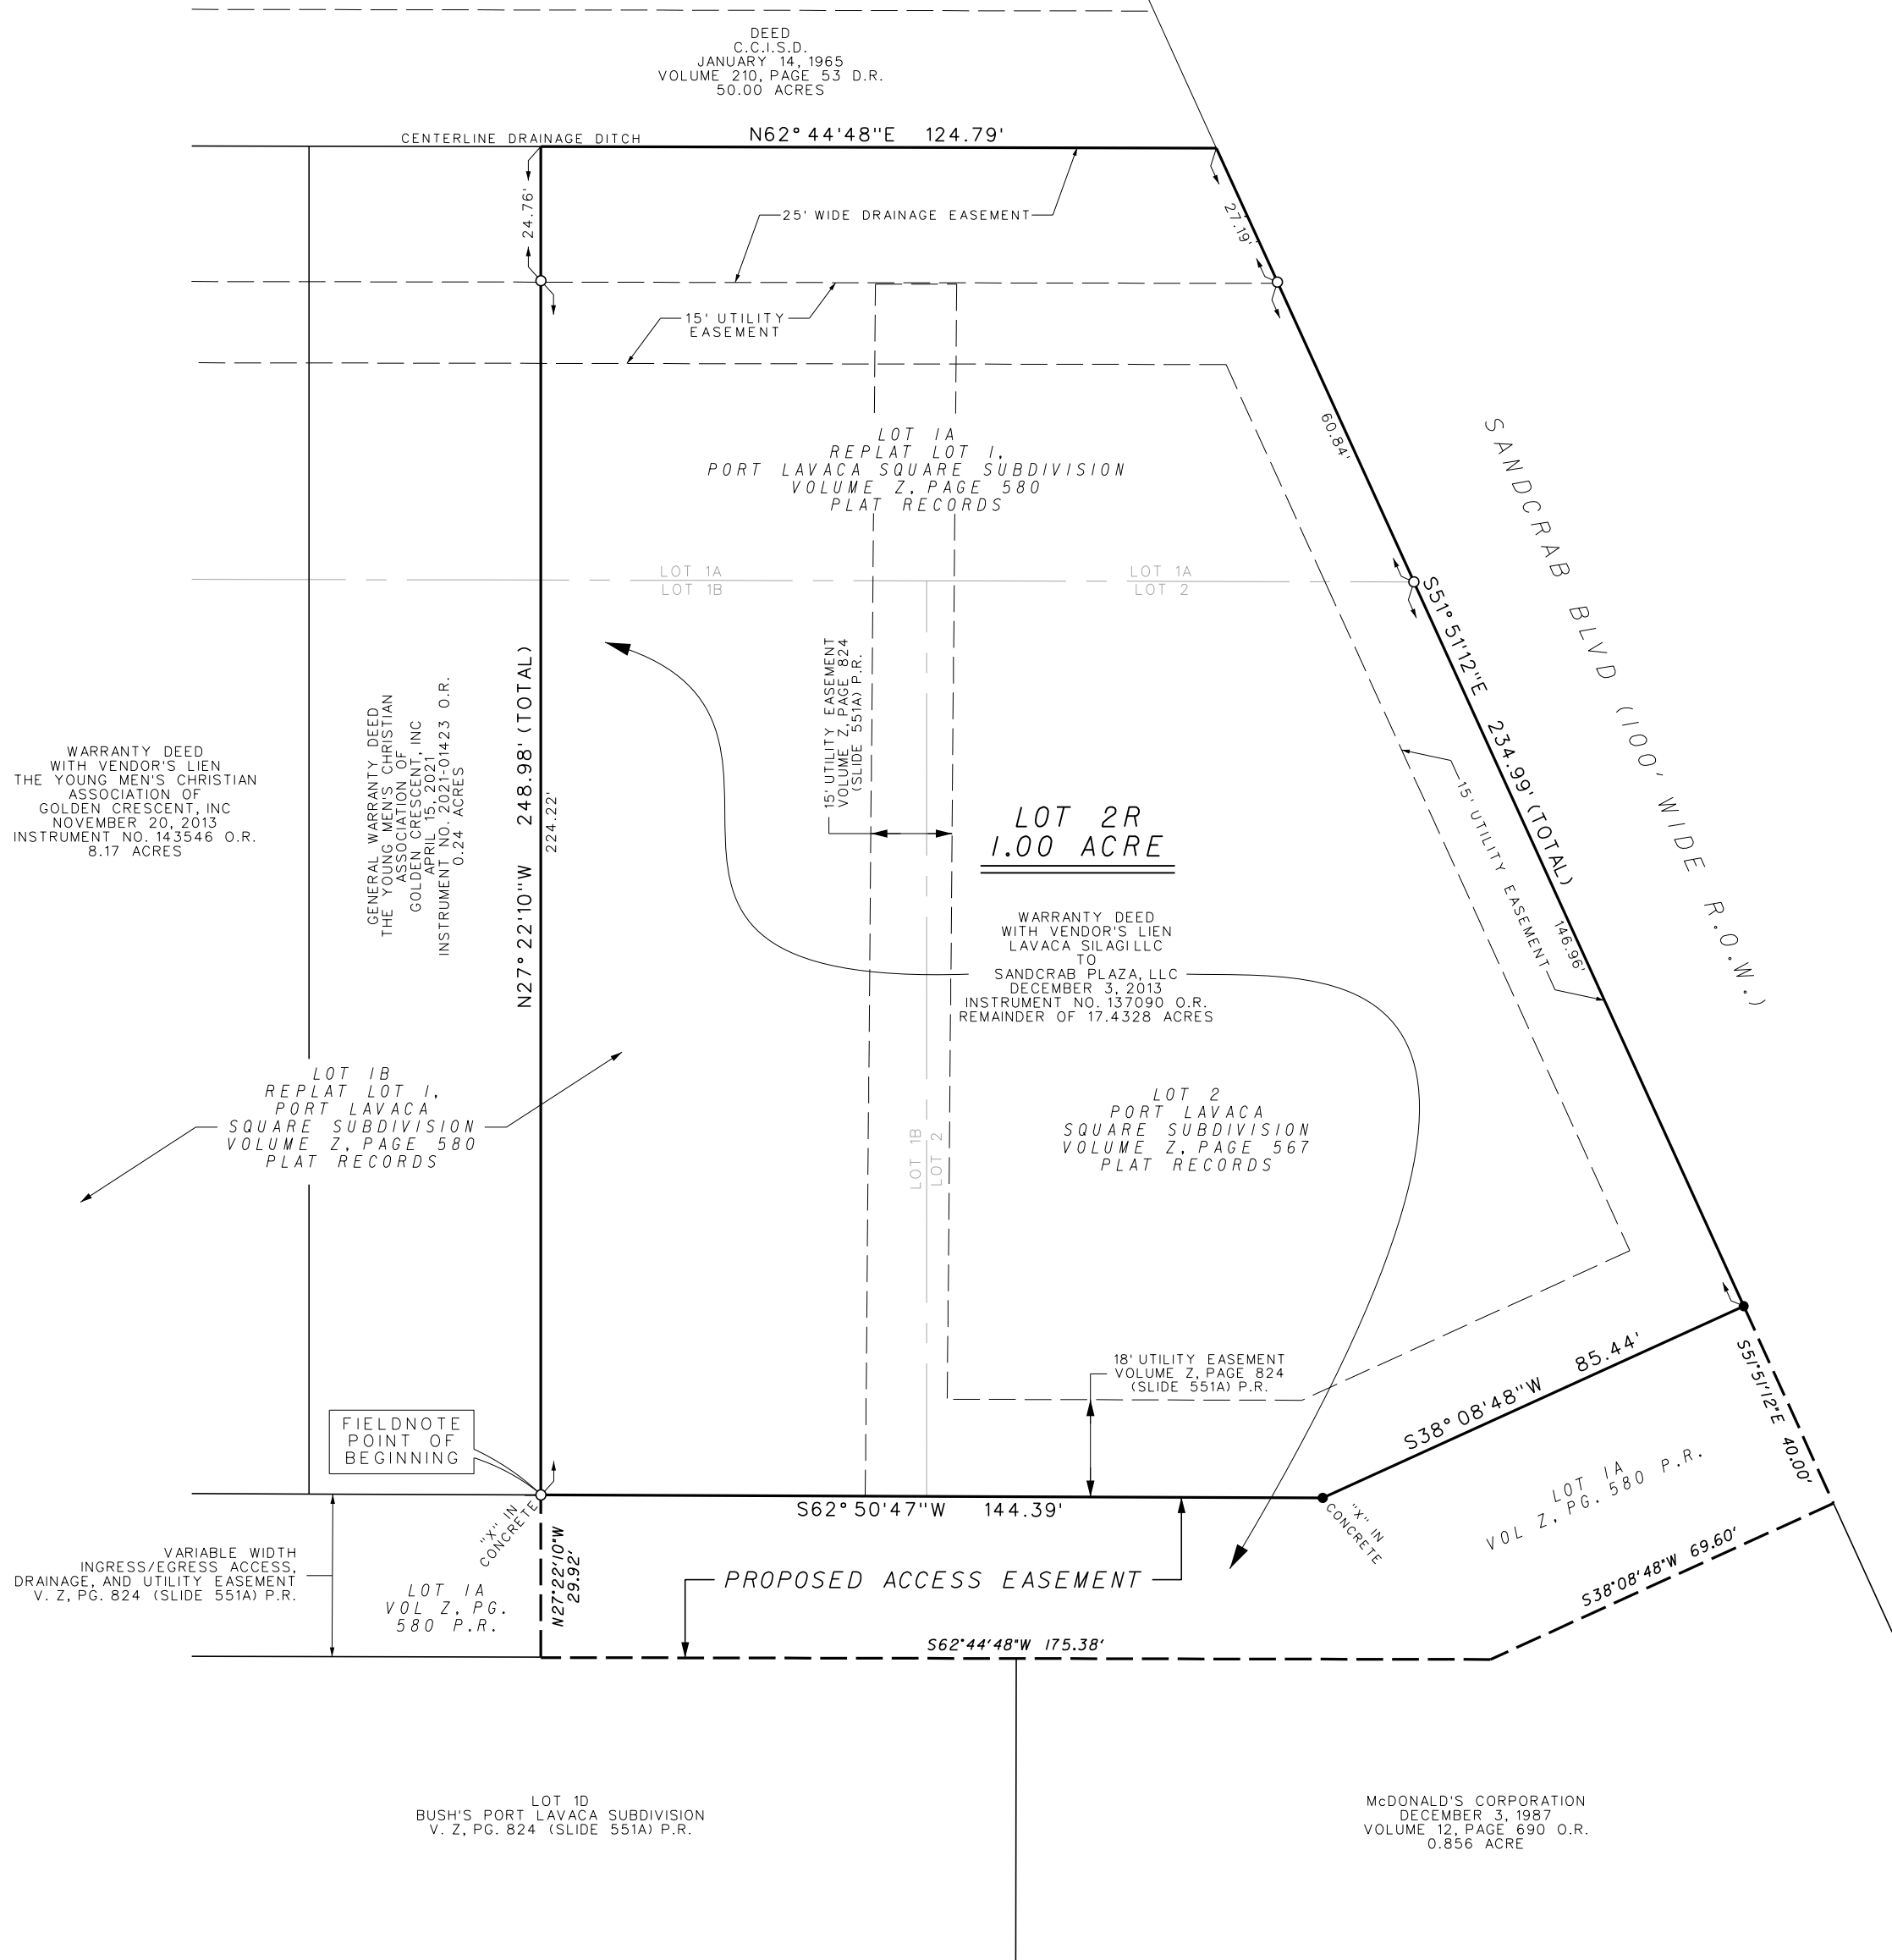 DEED
C.C.I.S.D.
JANUARY 14, 1965
VOLUME 210, PAGE 53 D.R.
50.00 ACRES
CENTERLINE DRAINAGE DITCH
N62°44'48"E 124.79'
24.76'
25' WIDE DRAINAGE EASEMENT
27.19'
15' UTILITY
EASEMENT
60.84'
LOT 1A
REPLAT LOT 1,
PORT LAVACA SQUARE SUBDIVISION
VOLUME Z, PAGE 580
PLAT RECORDS
SANDCRAB BLVD (100' WIDE R.O.W.)
LOT 1A
LOT 1B
LOT 1A
LOT 2
S51°51'12"E 234.99' (TOTAL)
15' UTILITY EASEMENT
VOLUME Z, PAGE 824
(SLIDE 551A) P.R.
N27°22'10"W 248.98' (TOTAL)
224.22'
GENERAL WARRANTY DEED
THE YOUNG MEN'S CHRISTIAN
ASSOCIATION OF
GOLDEN CRESCENT, INC
APRIL 15, 2021
INSTRUMENT NO. 2021-01423 O.R.
0.24 ACRES
WARRANTY DEED
WITH VENDOR'S LIEN
THE YOUNG MEN'S CHRISTIAN
ASSOCIATION OF
GOLDEN CRESCENT, INC
NOVEMBER 20, 2013
INSTRUMENT NO. 143546 O.R.
8.17 ACRES
LOT 2R
1.00 ACRE
15' UTILITY EASEMENT
146.96'
WARRANTY DEED
WITH VENDOR'S LIEN
LAVACA SILAGI LLC
TO
SANDCRAB PLAZA, LLC
DECEMBER 3, 2013
INSTRUMENT NO. 137090 O.R.
REMAINDER OF 17.4328 ACRES
LOT 1B
REPLAT LOT 1,
PORT LAVACA
SQUARE SUBDIVISION
VOLUME Z, PAGE 580
PLAT RECORDS
LOT 1B
LOT 2
LOT 2
PORT LAVACA
SQUARE SUBDIVISION
VOLUME Z, PAGE 567
PLAT RECORDS
18' UTILITY EASEMENT
VOLUME Z, PAGE 824
(SLIDE 551A) P.R.
S38°08'48"W 85.44'
S51°51'12"E 40.00'
FIELDNOTE
POINT OF
BEGINNING
"X" IN
CONCRETE
S62°50'47"W 144.39'
"X" IN
CONCRETE
LOT 1A
VOL Z, PG. 580 P.R.
VARIABLE WIDTH
INGRESS/EGRESS ACCESS,
DRAINAGE, AND UTILITY EASEMENT
V. Z, PG. 824 (SLIDE 551A) P.R.
LOT 1A
VOL Z, PG.
580 P.R.
N27°22'10"W
29.92'
PROPOSED ACCESS EASEMENT
S38°08'48"W 69.60'
S62°44'48"W 175.38'
LOT 1D
BUSH'S PORT LAVACA SUBDIVISION
V. Z, PG. 824 (SLIDE 551A) P.R.
McDONALD'S CORPORATION
DECEMBER 3, 1987
VOLUME 12, PAGE 690 O.R.
0.856 ACRE